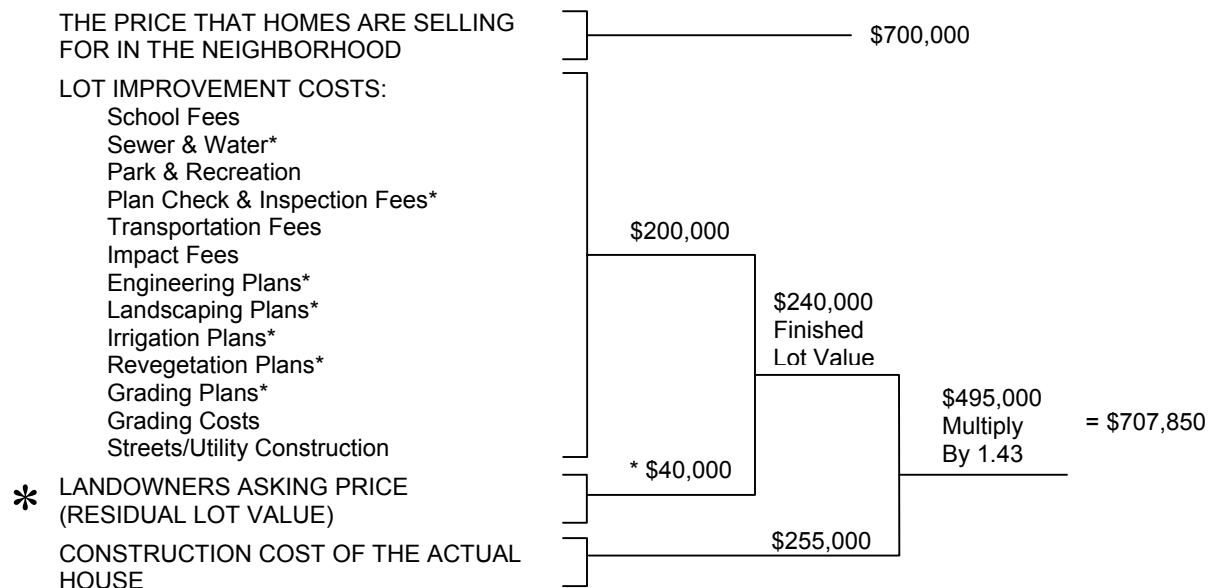 THE PRICE THAT HOMES ARE SELLING
FOR IN THE NEIGHBORHOOD
$700,000
LOT IMPROVEMENT COSTS:
School Fees
Sewer & Water*
Park & Recreation
Plan Check & Inspection Fees*
Transportation Fees
Impact Fees
Engineering Plans*
Landscaping Plans*
Irrigation Plans*
Revegetation Plans*
Grading Plans*
Grading Costs
Streets/Utility Construction
$200,000
$240,000
Finished
Lot Value
* LANDOWNERS ASKING PRICE
(RESIDUAL LOT VALUE)
* $40,000
CONSTRUCTION COST OF THE ACTUAL
HOUSE
$255,000
$495,000
Multiply
By 1.43
= $707,850